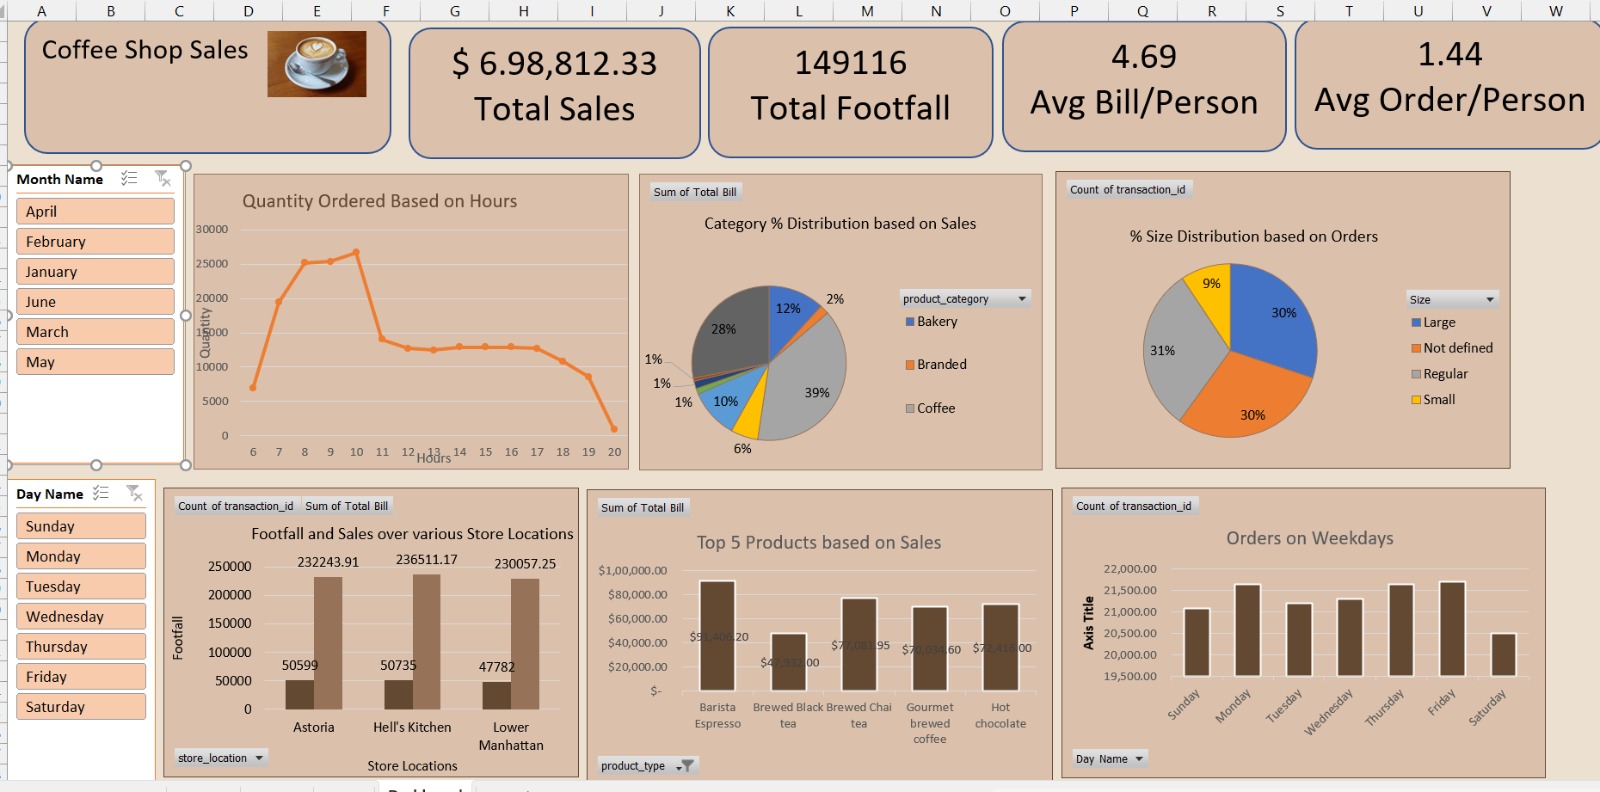 A B C D E F G H I J K L M N O P Q R S T U V W
Coffee Shop Sales
$ 6.98,812.33
Total Sales
149116
Total Footfall
4.69
Avg Bill/Person
1.44
Avg Order/Person
Month Name
April
February
January
June
March
May
Quantity Ordered Based on Hours
30000
25000
20000
15000
10000
5000
0
Quantity
6 7 8 9 10 11 12 13 14 15 16 17 18 19 20
Hours
Sum of Total Bill
Category % Distribution based on Sales
12%
2%
39%
6%
10%
1%
1%
1%
28%
product_category
Bakery
Branded
Coffee
Count of transaction_id
% Size Distribution based on Orders
9%
30%
31%
30%
Size
Large
Not defined
Regular
Small
Day Name
Sunday
Monday
Tuesday
Wednesday
Thursday
Friday
Saturday
Count of transaction_id Sum of Total Bill
Footfall and Sales over various Store Locations
250000
200000
150000
100000
50000
0
Footfall
232243.91
236511.17
230057.25
50599
50735
47782
Astoria
Hell's Kitchen
Lower
Manhattan
store_location
Store Locations
Sum of Total Bill
Top 5 Products based on Sales
$1,00,000.00
$80,000.00
$60,000.00
$40,000.00
$20,000.00
$-
$91,406.20
$47,932.00
$77,081.95
$70,034.60
$72,416.00
Barista
Espresso
Brewed Black
tea
Brewed Chai
tea
Gourmet
brewed
coffee
Hot
chocolate
product_type
Count of transaction_id
Orders on Weekdays
22,000.00
21,500.00
21,000.00
20,500.00
20,000.00
19,500.00
Axis Title
Sunday
Monday
Tuesday
Wednesday
Thursday
Friday
Saturday
Day Name